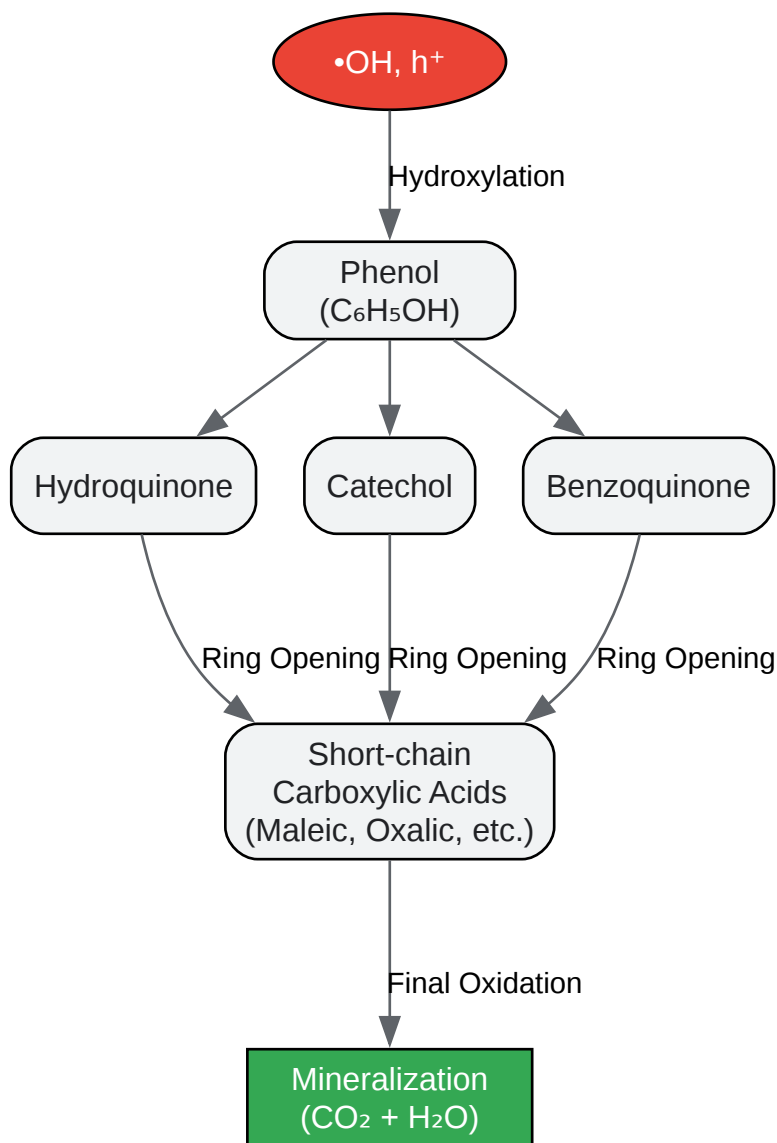 •OH, h⁺
Hydroxylation
Phenol
(C₆H₅OH)
Hydroquinone
Catechol
Benzoquinone
Ring Opening
Ring Opening
Ring Opening
Short-chain
Carboxylic Acids
(Maleic, Oxalic, etc.)
Final Oxidation
Mineralization
(CO₂ + H₂O)